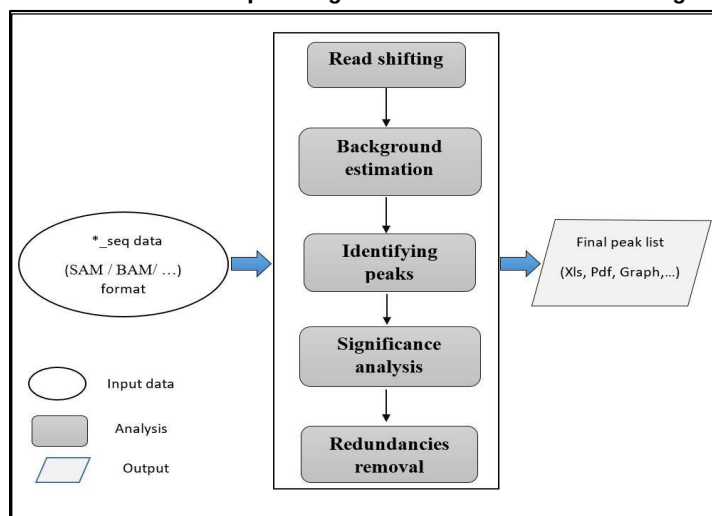 Read shifting
Background
estimation
*_seq data
(SAM / BAM/ …)
format
Identifying
peaks
Final peak list
(Xls, Pdf, Graph,…)
Significance
analysis
Redundancies
removal
Input data
Analysis
Output